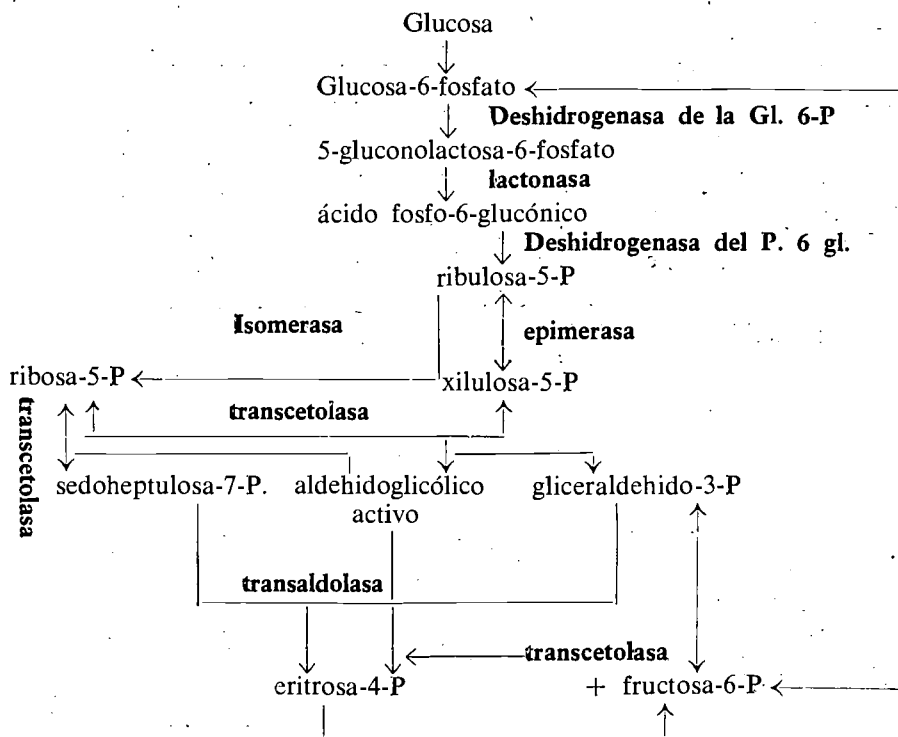 Glucosa
Glucosa-6-fosfato
Deshidrogenasa de la Gl. 6-P
5-gluconolactosa-6-fosfato
lactonasa
ácido fosfo-6-glucónico
Deshidrogenasa del P. 6 gl.
ribulosa-5-P
Isomerasa
epimerasa
ribosa-5-P
xilulosa-5-P
transcetolasa
transcetolasa
sedoheptulosa-7-P.
aldehidoglicólico
activo
gliceraldehido-3-P
transaldolasa
transcetolasa
eritrosa-4-P
+ fructosa-6-P